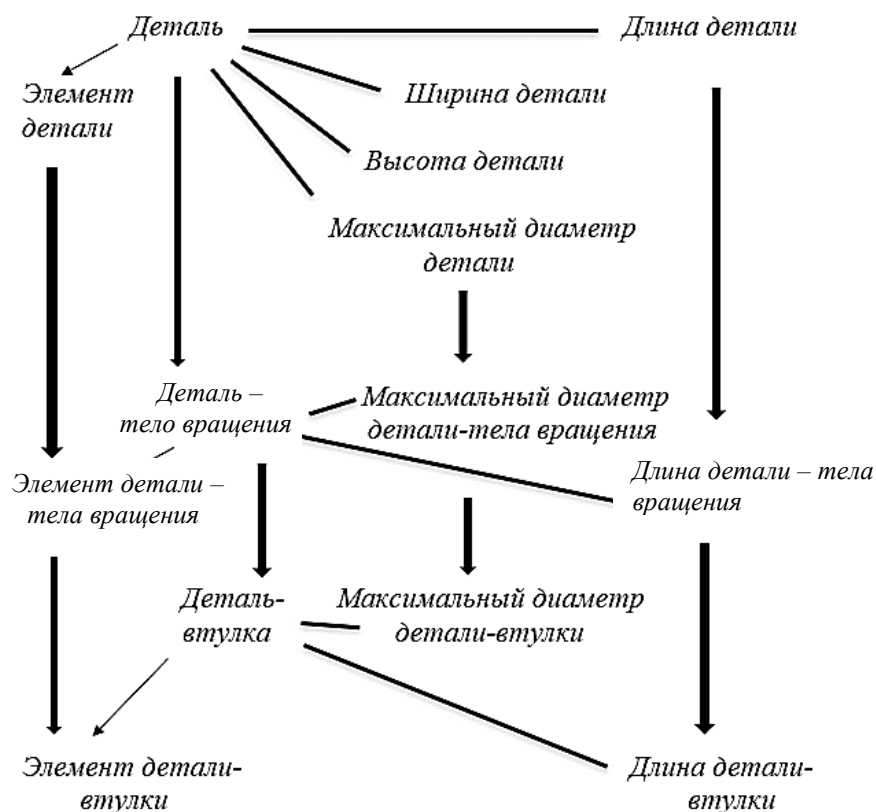 Деталь
Длина детали
Элемент
детали
Ширина детали
Высота детали
Максимальный диаметр
детали
Деталь –
тело вращения
Максимальный диаметр
детали-тела вращения
Элемент детали –
тела вращения
Длина детали – тела
вращения
Деталь-
втулка
Максимальный диаметр
детали-втулки
Элемент детали-
втулки
Длина детали-
втулки